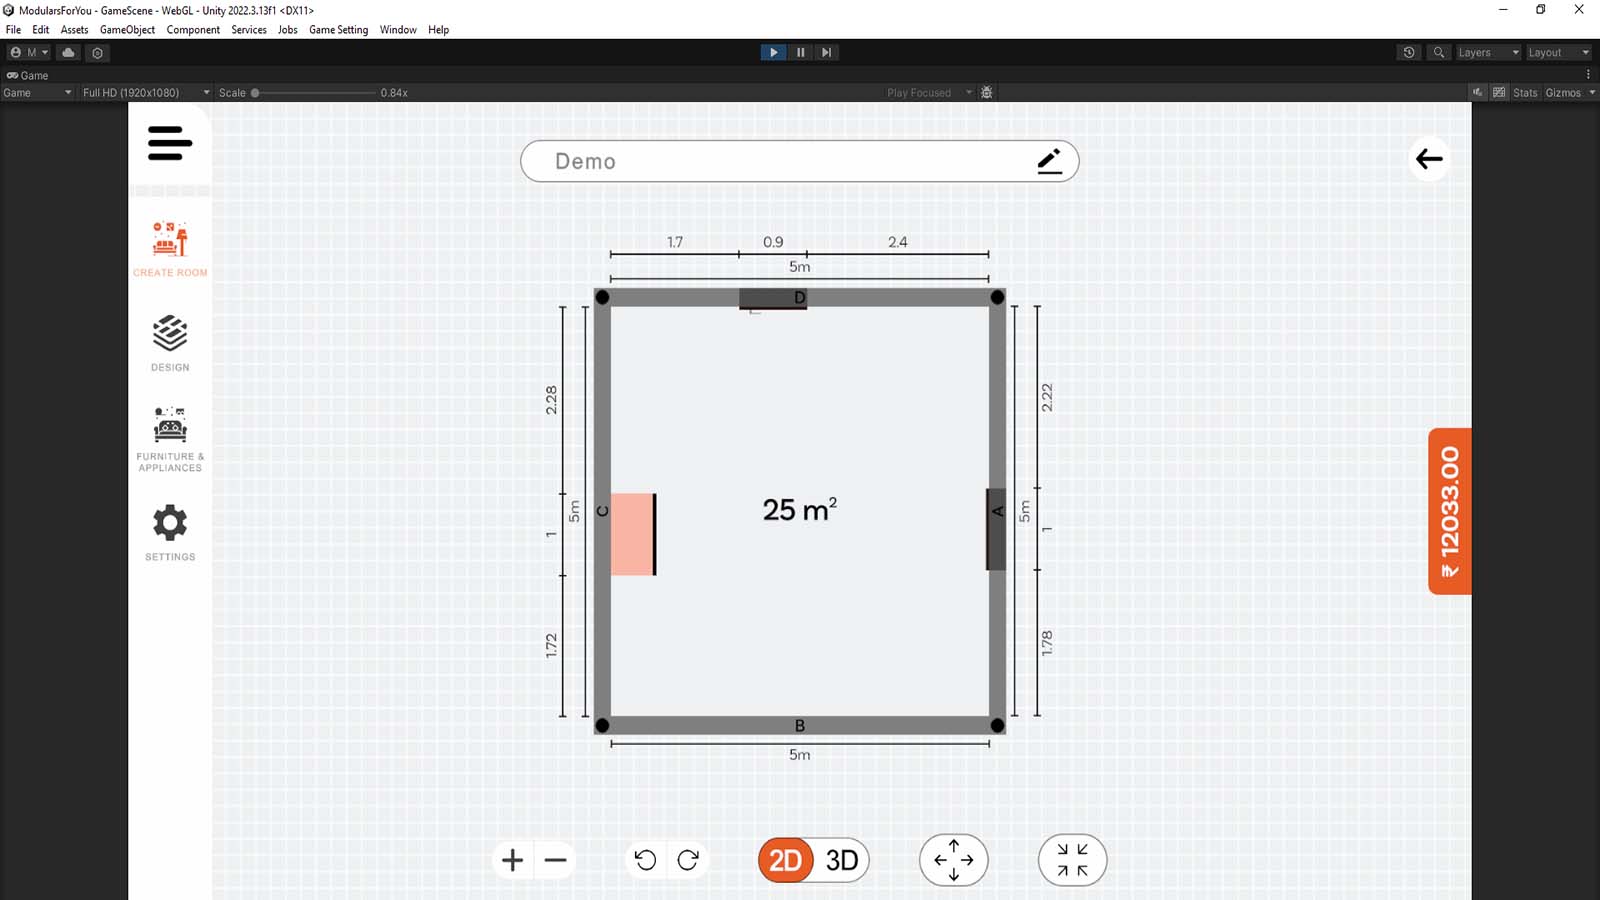 ModularsForYou - GameScene - WebGL - Unity 2022.3.13f1 <DX11>
File Edit Assets GameObject Component Services Jobs Game Setting Window Help
M Layers Layout
Game
Game Full HD (1920x1080) Scale 0.84x Play Focused Stats Gizmos
Demo
CREATE ROOM
DESIGN
FURNITURE &
APPLIANCES
SETTINGS
1.7 0.9 2.4
5m
D
2.28
1
1.72
5m
C
25 m²
A
5m
2.22
1
1.78
B
5m
₹ 12033.00
2D 3D